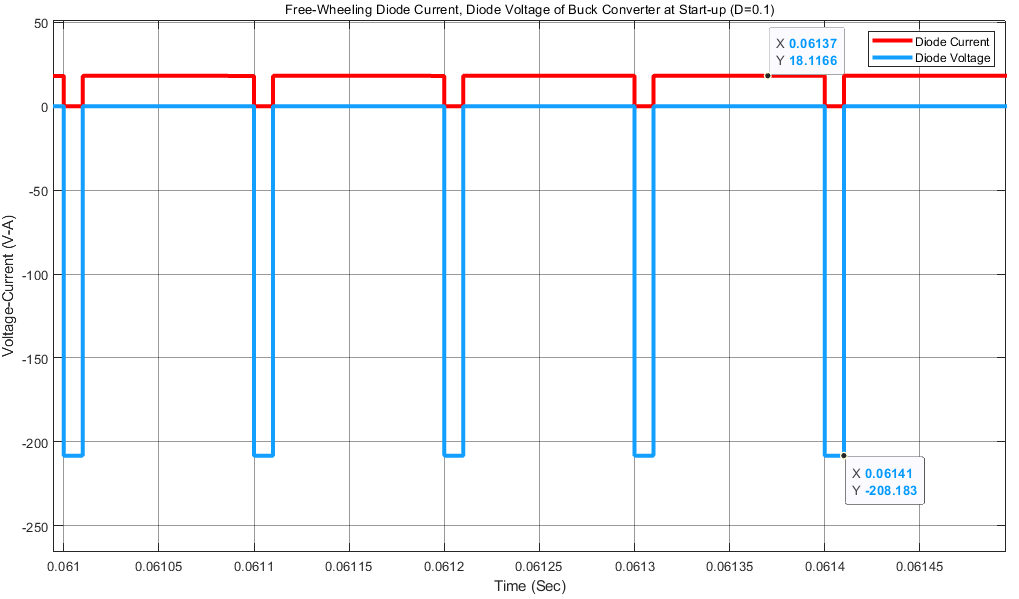 Free-Wheeling Diode Current, Diode Voltage of Buck Converter at Start-up (D=0.1)
X 0.06137
Y 18.1166
Diode Current
Diode Voltage
50
0
-50
-100
-150
-200
-250
Voltage-Current (V-A)
X 0.06141
Y -208.183
0.061
0.06105
0.0611
0.06115
0.0612
0.06125
0.0613
0.06135
0.0614
0.06145
Time (Sec)